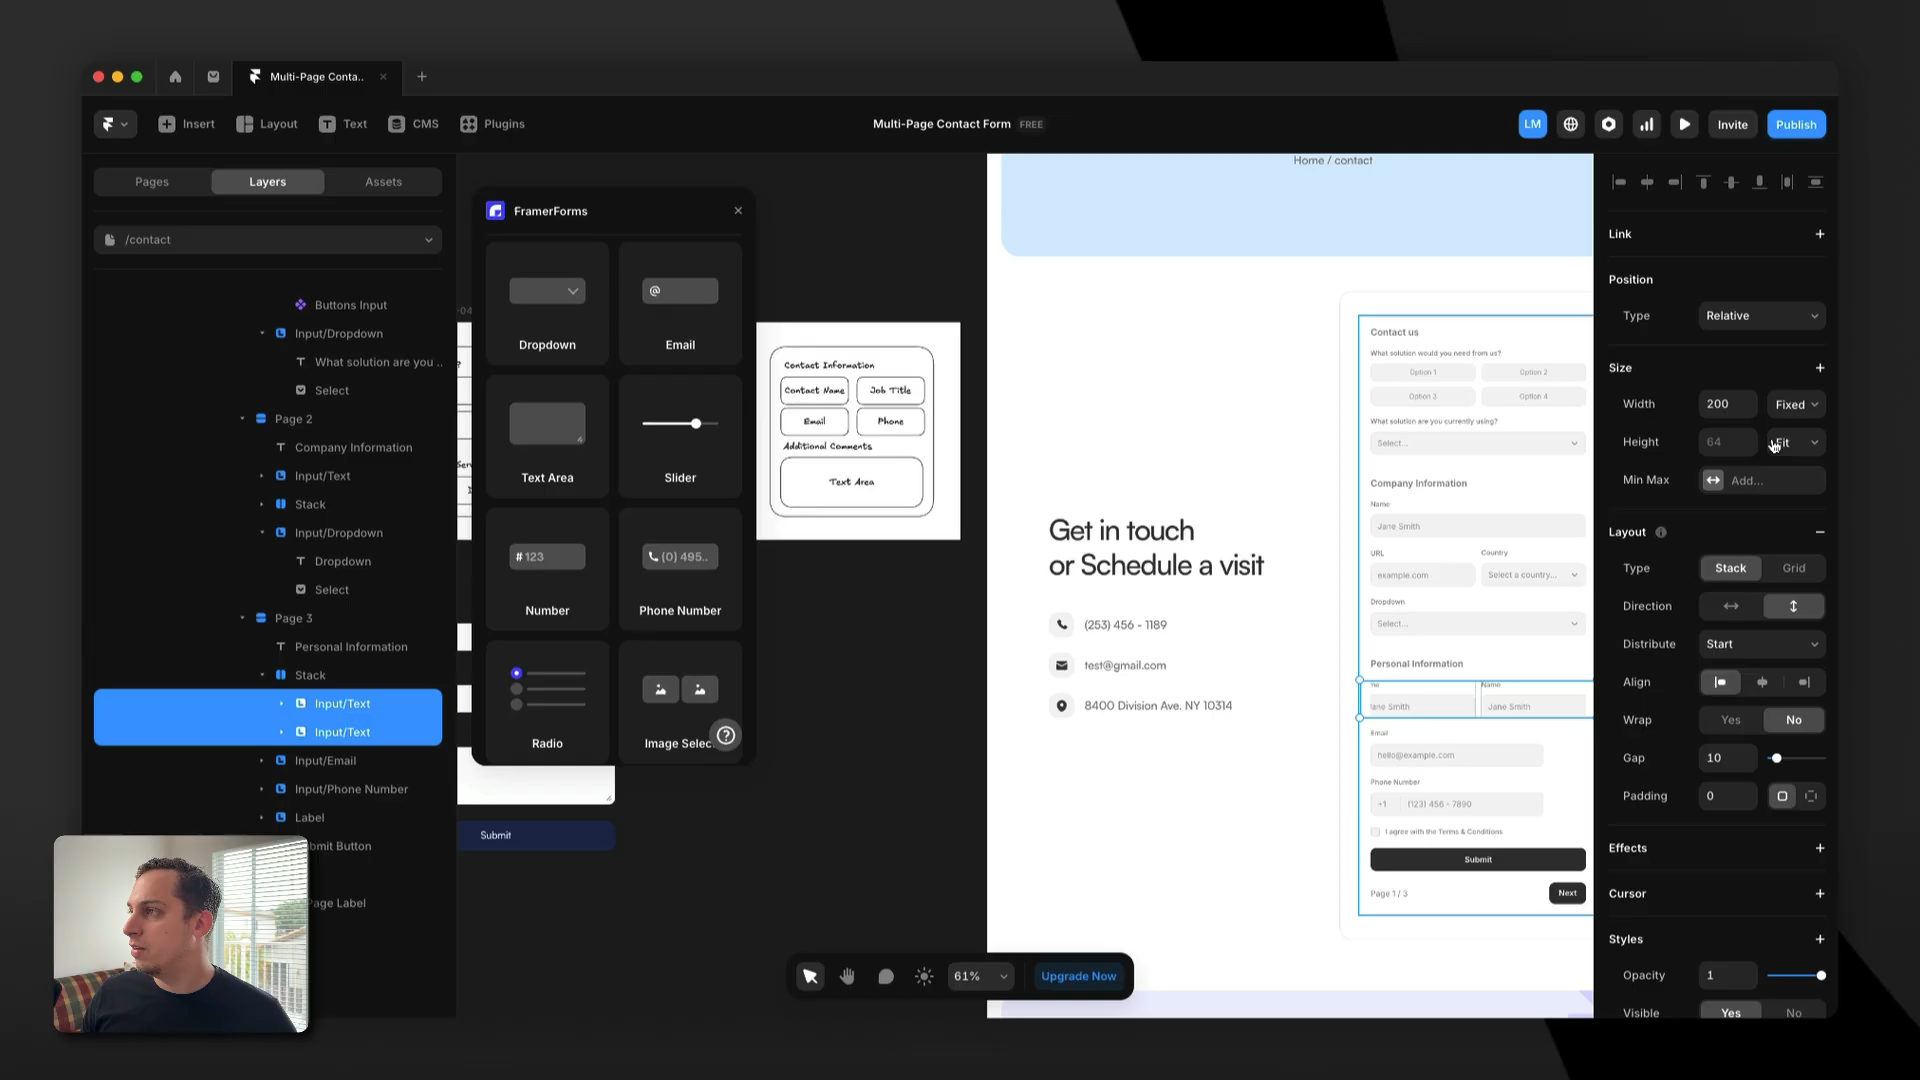 Multi-Page Conta..
Insert
Layout
Text
CMS
Plugins
Multi-Page Contact Form FREE
LM
Invite
Publish
Pages
Layers
Assets
/contact
Buttons Input
Input/Dropdown
What solution are you ..
Select
Page 2
Company Information
Input/Text
Stack
Input/Dropdown
Dropdown
Select
Page 3
Personal Information
Stack
Input/Text
Input/Text
Input/Email
Input/Phone Number
Label
bmit Button
Page Label
FramerForms
Dropdown
@
Email
Text Area
Slider
# 123
Number
(0) 495..
Phone Number
Radio
Image Selec
Submit
Contact Information
Contact Name
Job Title
Email
Phone
Additional Comments
Text Area
Home / contact
Get in touch
or Schedule a visit
(253) 456 - 1189
test@gmail.com
8400 Division Ave. NY 10314
Contact us
What solution would you need from us?
Option 1
Option 2
Option 3
Option 4
What solution are you currently using?
Select...
Company Information
Name
Jane Smith
URL
Country
example.com
Select a country...
Dropdown
Select...
Personal Information
me
Name
Jane Smith
Jane Smith
Email
hello@example.com
Phone Number
+1
(123) 456 - 7890
I agree with the Terms & Conditions
Submit
Page 1 / 3
Next
61%
Upgrade Now
Link
Position
Type
Relative
Size
Width
200
Fixed
Height
64
Fit
Min Max
Add...
Layout
Type
Stack
Grid
Direction
Distribute
Start
Align
Wrap
Yes
No
Gap
10
Padding
0
Effects
Cursor
Styles
Opacity
1
Visible
Yes
No